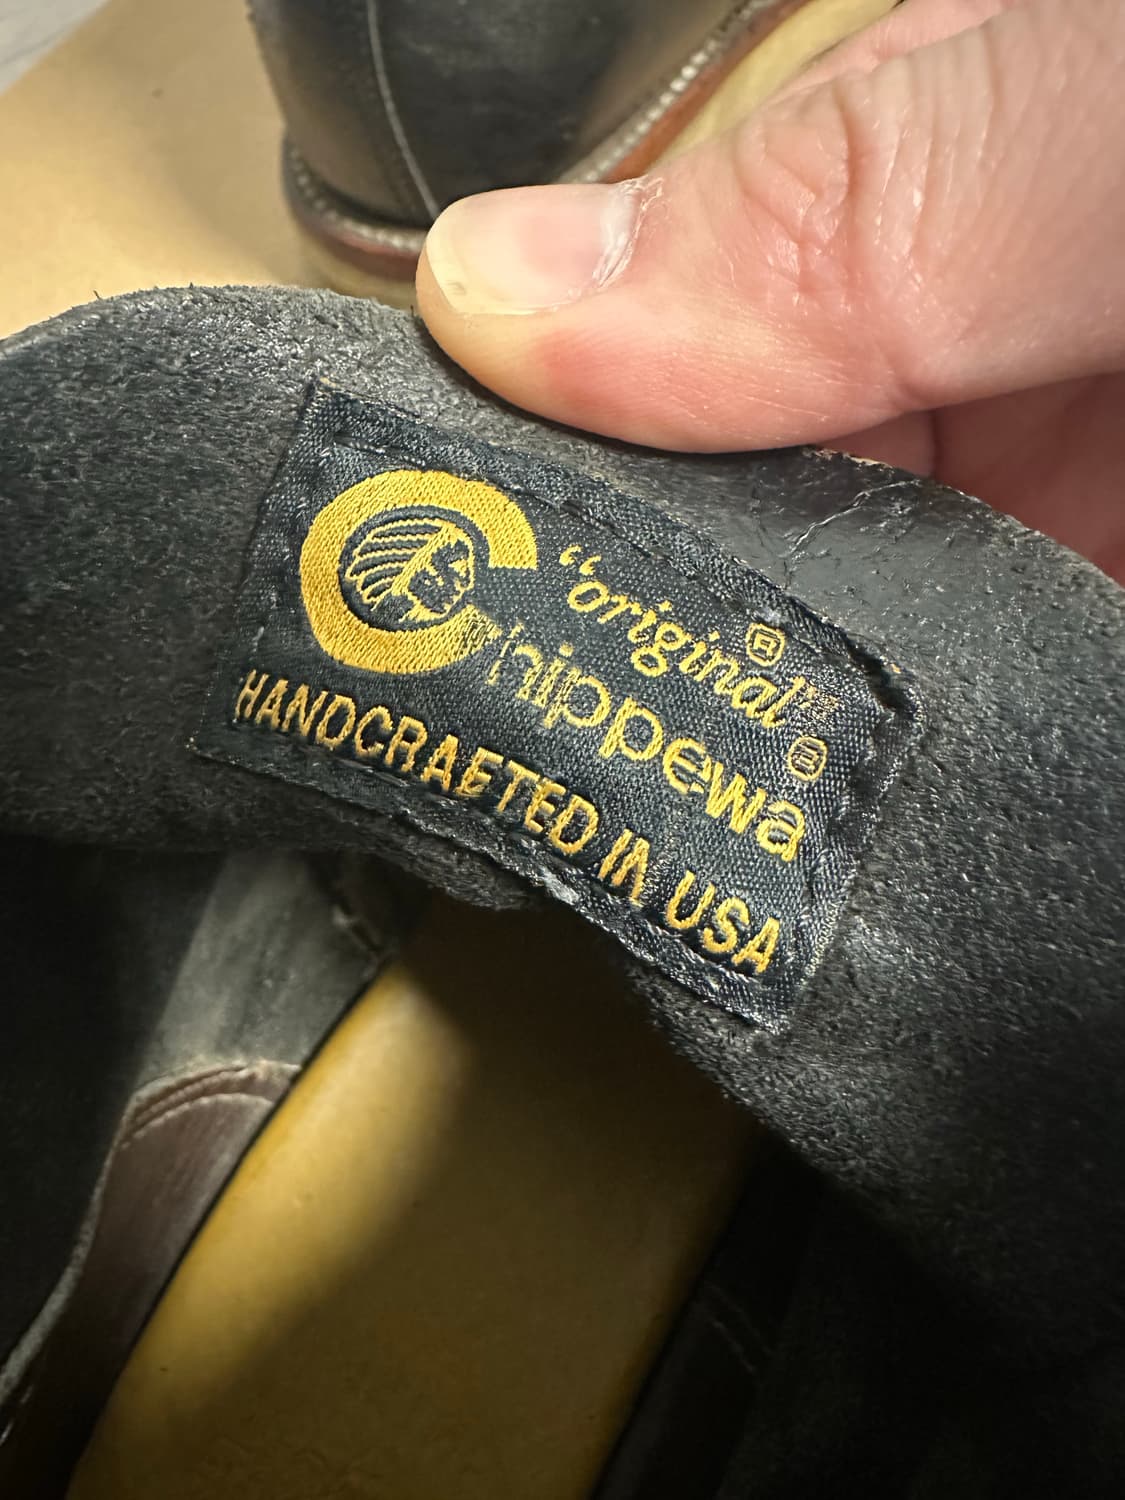 "original" ®
Chippewa ®
HANDCRAFTED IN USA